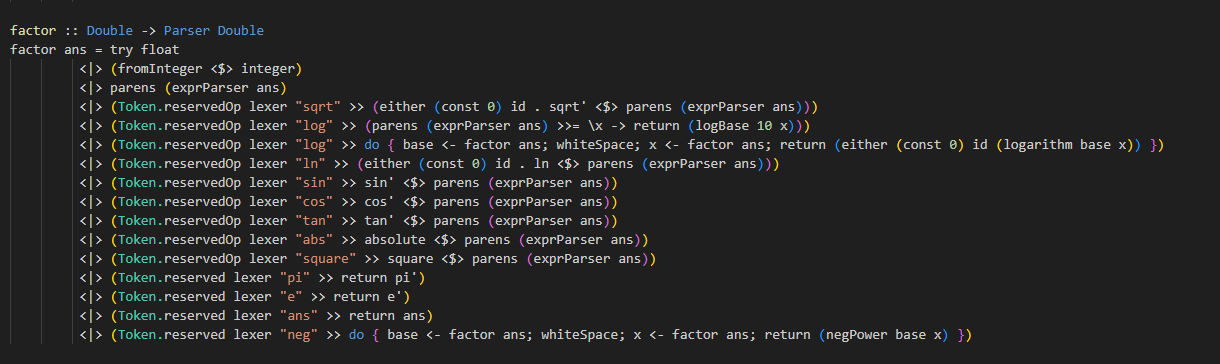 factor :: Double -> Parser Double
factor ans = try float
<|> (fromInteger <$> integer)
<|> parens (exprParser ans)
<|> (Token.reservedOp lexer "sqrt" >> (either (const 0) id . sqrt' <$> parens (exprParser ans)))
<|> (Token.reservedOp lexer "log" >> (parens (exprParser ans) >>= \x -> return (logBase 10 x)))
<|> (Token.reservedOp lexer "log" >> do { base <- factor ans; whiteSpace; x <- factor ans; return (either (const 0) id (logarithm base x)) })
<|> (Token.reservedOp lexer "ln" >> (either (const 0) id . ln <$> parens (exprParser ans)))
<|> (Token.reservedOp lexer "sin" >> sin' <$> parens (exprParser ans))
<|> (Token.reservedOp lexer "cos" >> cos' <$> parens (exprParser ans))
<|> (Token.reservedOp lexer "tan" >> tan' <$> parens (exprParser ans))
<|> (Token.reservedOp lexer "abs" >> absolute <$> parens (exprParser ans))
<|> (Token.reservedOp lexer "square" >> square <$> parens (exprParser ans))
<|> (Token.reserved lexer "pi" >> return pi')
<|> (Token.reserved lexer "e" >> return e')
<|> (Token.reserved lexer "ans" >> return ans)
<|> (Token.reserved lexer "neg" >> do { base <- factor ans; whiteSpace; x <- factor ans; return (negPower base x) })